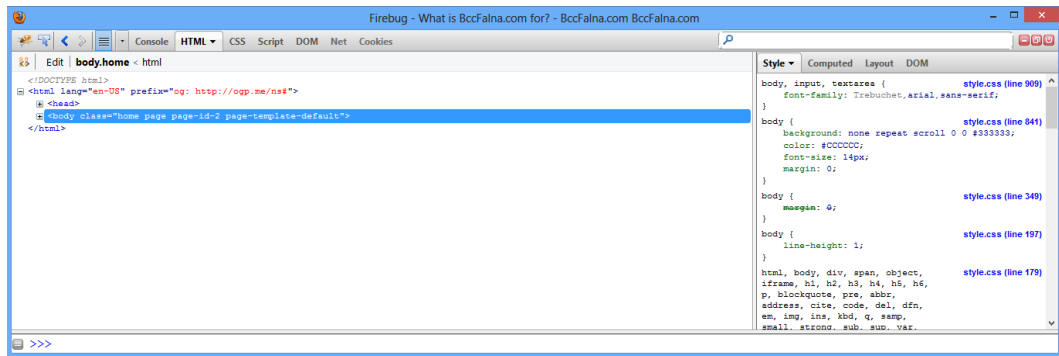 Firebug - What is BccFalna.com for? - BccFalna.com BccFalna.com
Console HTML CSS Script DOM Net Cookies
Edit body.home < html
<!DOCTYPE html>
<html lang="en-US" prefix="og: http://ogp.me/ns#">
<head>
<body class="home page page-id-2 page-template-default">
</html>
>>>
Style Computed Layout DOM
body, input, textarea { style.css (line 909)
font-family: Trebuchet,arial,sans-serif;
}
body { style.css (line 841)
background: none repeat scroll 0 0 #333333;
color: #CCCCCC;
font-size: 14px;
margin: 0;
}
body { style.css (line 349)
margin: 0;
}
body { style.css (line 197)
line-height: 1;
}
html, body, div, span, object, style.css (line 179)
iframe, h1, h2, h3, h4, h5, h6,
p, blockquote, pre, abbr,
address, cite, code, del, dfn,
em, img, ins, kbd, q, samp,
small, strong, sub, sup, var,